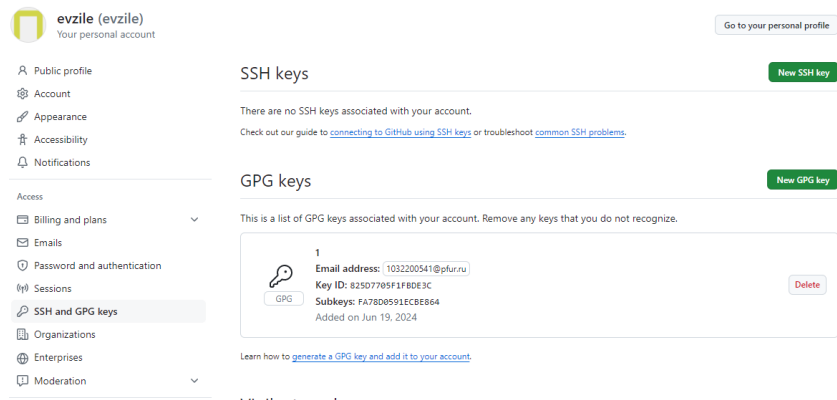 evzile (evzile)
Your personal account
Go to your personal profile
Public profile
Account
Appearance
Accessibility
Notifications
Access
Billing and plans
Emails
Password and authentication
Sessions
SSH and GPG keys
Organizations
Enterprises
Moderation
SSH keys
New SSH key
There are no SSH keys associated with your account.
Check out our guide to connecting to GitHub using SSH keys or troubleshoot common SSH problems.
GPG keys
New GPG key
This is a list of GPG keys associated with your account. Remove any keys that you do not recognize.
GPG
1
Email address: 1032200541@pfur.ru
Key ID: 825D7705F1FBDE3C
Subkeys: FA78D0591ECBE864
Added on Jun 19, 2024
Delete
Learn how to generate a GPG key and add it to your account.